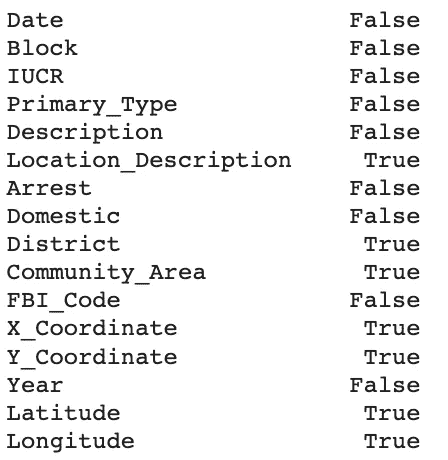 Date False
Block False
IUCR False
Primary_Type False
Description False
Location_Description True
Arrest False
Domestic False
District True
Community_Area True
FBI_Code False
X_Coordinate True
Y_Coordinate True
Year False
Latitude True
Longitude True